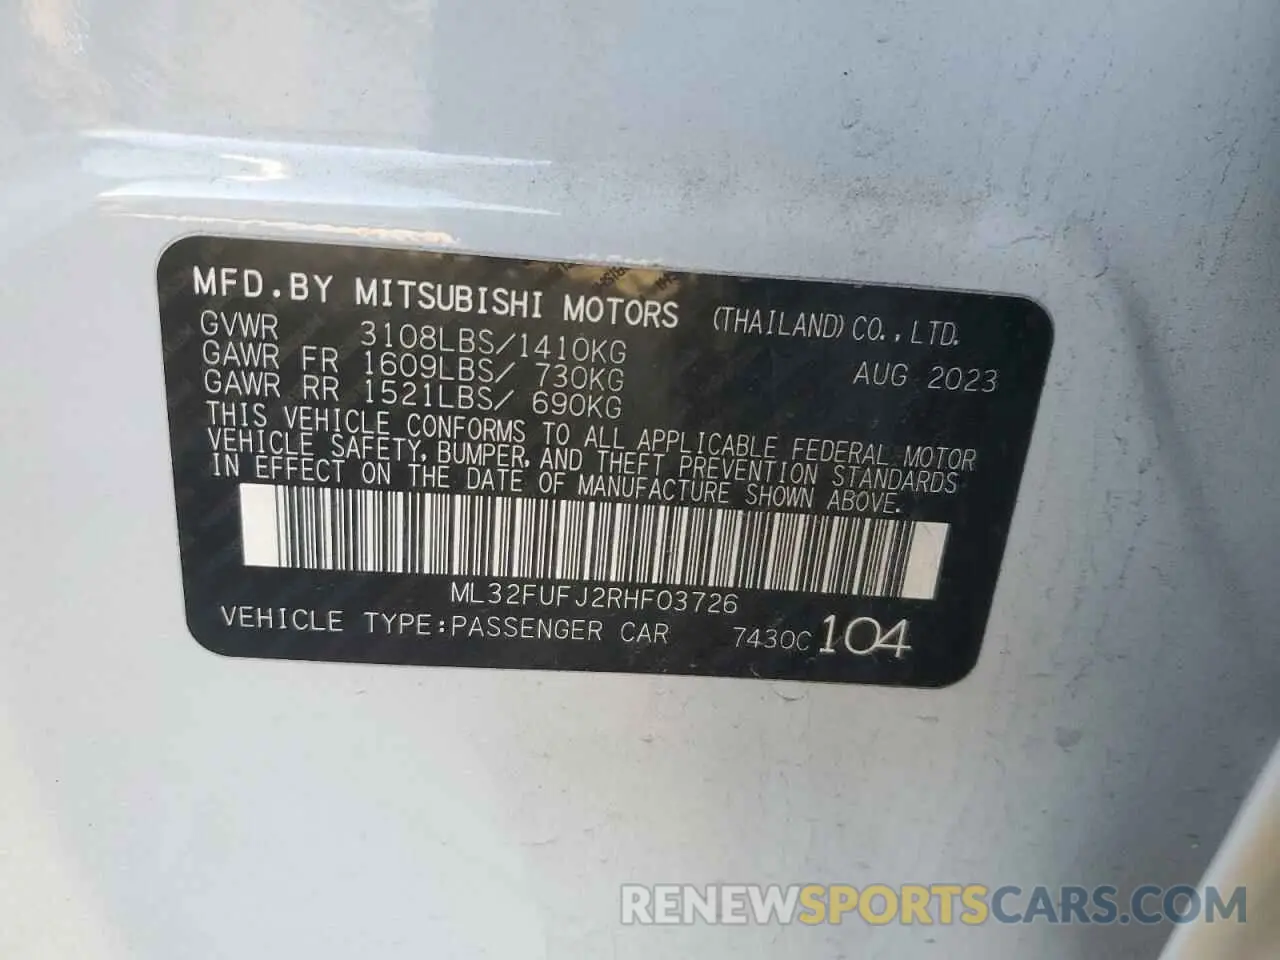 MFD.BY MITSUBISHI MOTORS (THAILAND) CO.,LTD.
GVWR 3108LBS/1410KG
AUG 2023
GAWR FR 1609LBS/ 730KG
GAWR RR 1521LBS/ 690KG
THIS VEHICLE CONFORMS TO ALL APPLICABLE FEDERAL MOTOR
VEHICLE SAFETY, BUMPER, AND THEFT PREVENTION STANDARDS
IN EFFECT ON THE DATE OF MANUFACTURE SHOWN ABOVE.
ML32FUFJ2RHF03726
VEHICLE TYPE:PASSENGER CAR 7430C 104
RENEWSPORTSCARS.COM